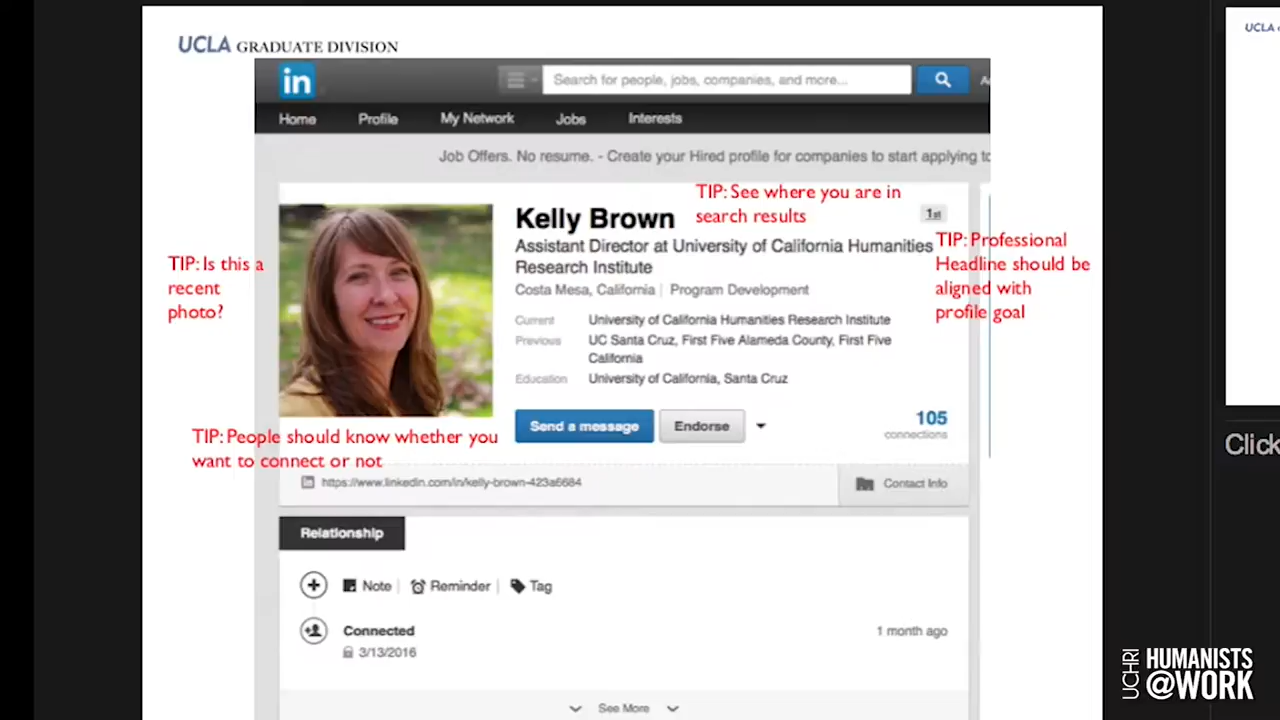 UCLA GRADUATE DIVISION
UCLA
in
Search for people, jobs, companies, and more...
Home Profile My Network Jobs Interests
Job Offers. No resume. - Create your Hired profile for companies to start applying to
TIP: See where you are in
search results
Kelly Brown
1st
Assistant Director at University of California Humanities
Research Institute
TIP: Professional
Headline should be
aligned with
profile goal
TIP: Is this a
recent
photo?
Costa Mesa, California | Program Development
Current University of California Humanities Research Institute
Previous UC Santa Cruz, First Five Alameda County, First Five
California
Education University of California, Santa Cruz
Send a message Endorse
105
connections
TIP: People should know whether you
want to connect or not
https://www.linkedin.com/in/kelly-brown-423a6684
Contact Info
Relationship
Note | Reminder | Tag
Connected 1 month ago
3/13/2016
See More
Click
UCHRI
HUMANISTS
@WORK